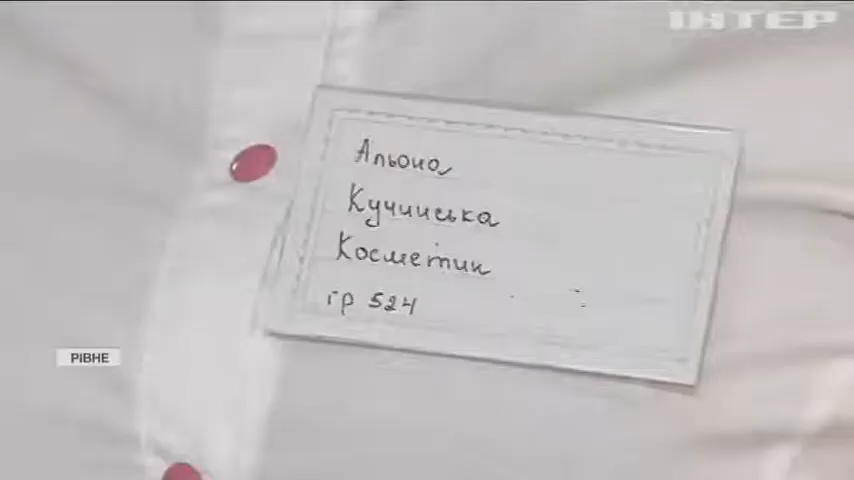 ІНТЕР
Альона
Кучинська
Косметик
гр 524
РІВНЕ